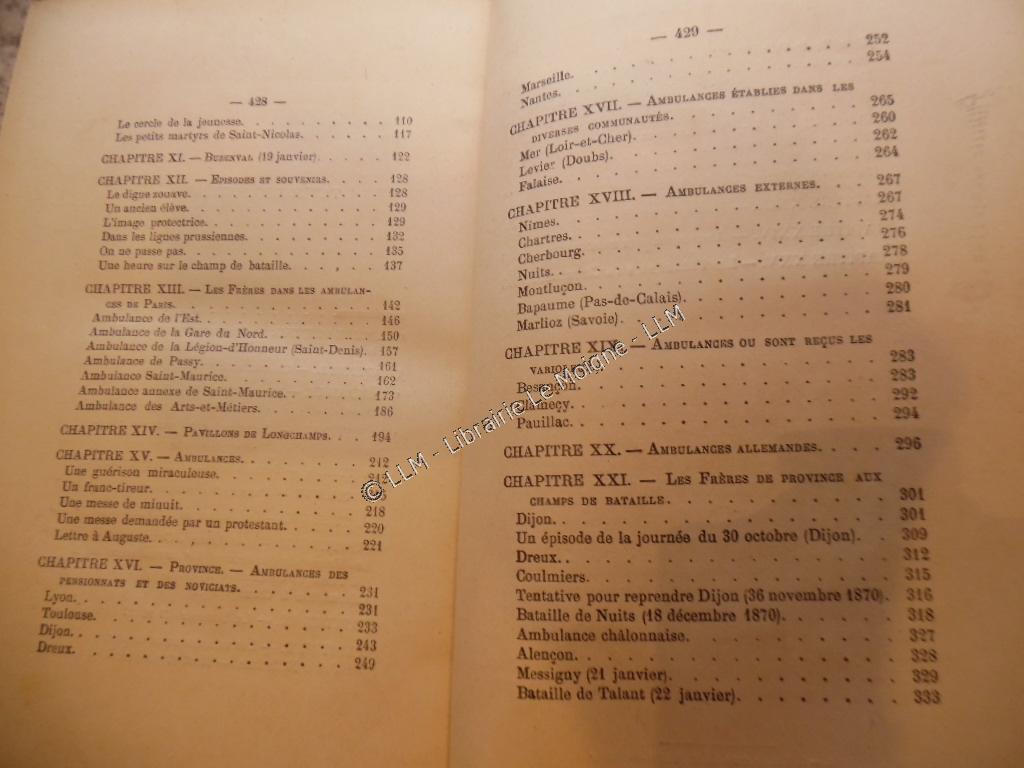 — 428 —
Le cercle de la jeunesse. 110
Les petits martyrs de Saint-Nicolas. 117
CHAPITRE XI. — Buzenval (19 janvier). 122
CHAPITRE XII. — Episodes et souvenirs. 128
Le digue zouave. 128
Un ancien élève. 129
L'image protectrice. 129
Dans les lignes prussiennes. 132
On ne passe pas. 135
Une heure sur le champ de bataille. 137
CHAPITRE XIII. — Les Frères dans les ambulan-
ces de Paris. 142
Ambulance de l'Est. 146
Ambulance de la Gare du Nord. 150
Ambulance de la Légion-d'Honneur (Saint-Denis). 157
Ambulance de Passy. 161
Ambulance Saint-Maurice. 162
Ambulance annexe de Saint-Maurice. 173
Ambulance des Arts-et-Métiers. 186
CHAPITRE XIV. — Pavillons de Longchamps. 194
CHAPITRE XV. — Ambulances. 212
Une guérison miraculeuse.
Un franc-tireur.
Une messe de minuit. 218
Une messe demandée par un protestant. 220
Lettre à Auguste. 221
CHAPITRE XVI. — Province. — Ambulances des
pensionnats et des noviciats. 231
Lyon. 231
Toulouse. 233
Dijon. 243
Dreux. 249
— 429 —
Marseille. 252
Nantes. 254
CHAPITRE XVII. — Ambulances établies dans les
diverses communautés. 265
Mer (Loir-et-Cher). 260
Levier (Doubs). 262
Falaise. 264
CHAPITRE XVIII. — Ambulances externes. 267
Nîmes. 267
Chartres. 274
Cherbourg. 276
Nuits. 278
Montluçon. 279
Bapaume (Pas-de-Calais). 280
Marlioz (Savoie). 281
CHAPITRE XIX. — Ambulances ou sont reçus les
283
Besançon. 283
Clamecy. 292
Pauillac. 294
CHAPITRE XX. — Ambulances allemandes. 296
CHAPITRE XXI. — Les Frères de province aux
champs de bataille. 301
Dijon. 301
Un épisode de la journée du 30 octobre (Dijon). 309
Dreux. 312
Coulmiers. 315
Tentative pour reprendre Dijon (36 novembre 1870). 316
Bataille de Nuits (18 décembre 1870). 318
Ambulance châlonnaise. 327
Alençon. 328
Messigny (21 janvier). 329
Bataille de Talant (22 janvier). 333
© LLM - Librairie Le Moigne - LLM